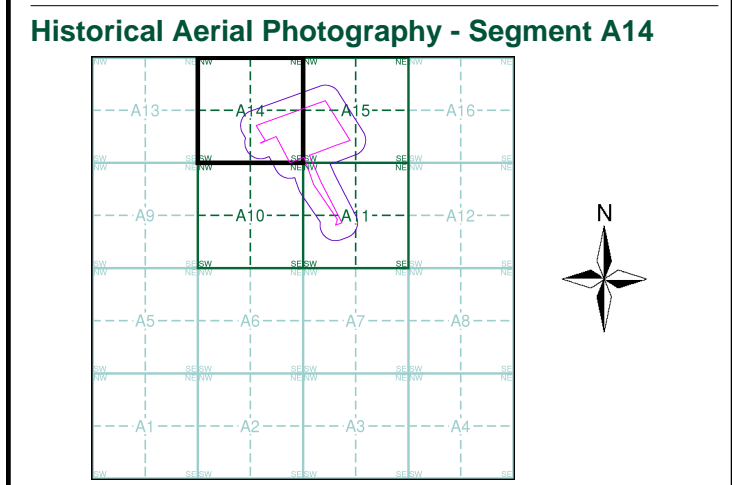 Historical Aerial Photography - Segment A14
NW NE NW NE NW NE NW NE
A13 A14 A15 A16
SW SE SW SE SW SE SW SE
NW NE NW NE NW NE NW NE
A9 A10 A11 A12
N
SW SE SW SE SW SE SW SE
NW NE NW NE NW NE NW NE
A5 A6 A7 A8
SW SE SW SE SW SE SW SE
NW NE NW NE NW NE NW NE
A1 A2 A3 A4
SW SE SW SE SW SE SW SE